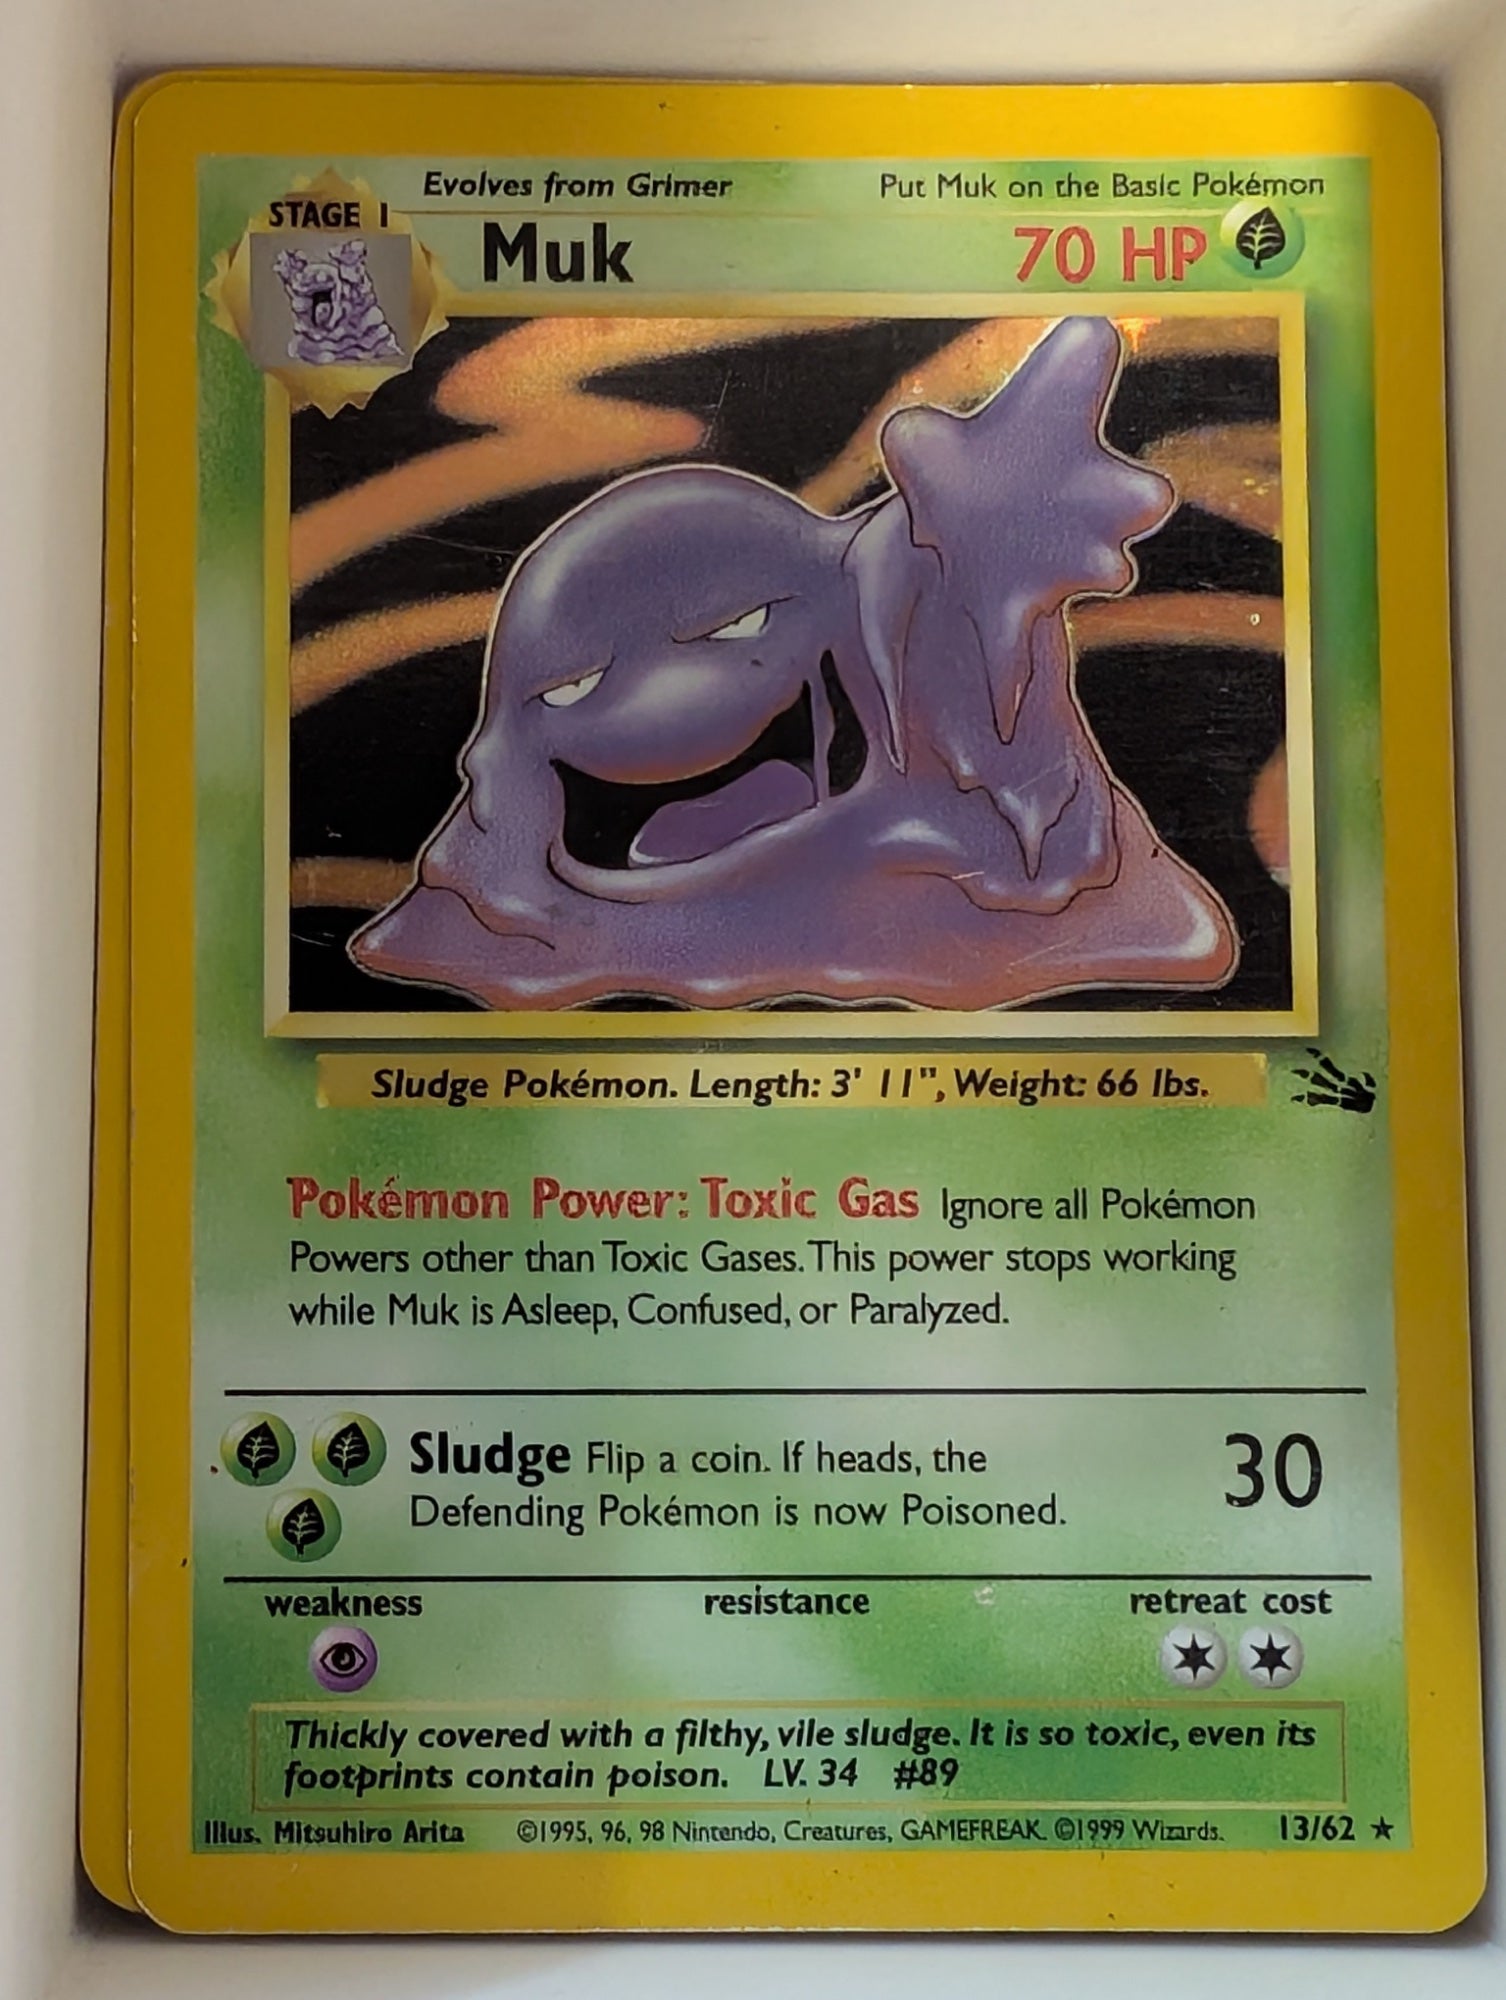 Evolves from Grimer
Put Muk on the Basic Pokémon
STAGE 1
Muk
70 HP
Sludge Pokémon. Length: 3' 11", Weight: 66 lbs.
Pokémon Power: Toxic Gas Ignore all Pokémon
Powers other than Toxic Gases. This power stops working
while Muk is Asleep, Confused, or Paralyzed.
Sludge Flip a coin. If heads, the
Defending Pokémon is now Poisoned.
30
weakness
resistance
retreat cost
Thickly covered with a filthy, vile sludge. It is so toxic, even its
footprints contain poison. LV. 34 #89
Illus. Mitsuhiro Arita
©1995, 96, 98 Nintendo, Creatures, GAMEFREAK. ©1999 Wizards.
13/62 ★